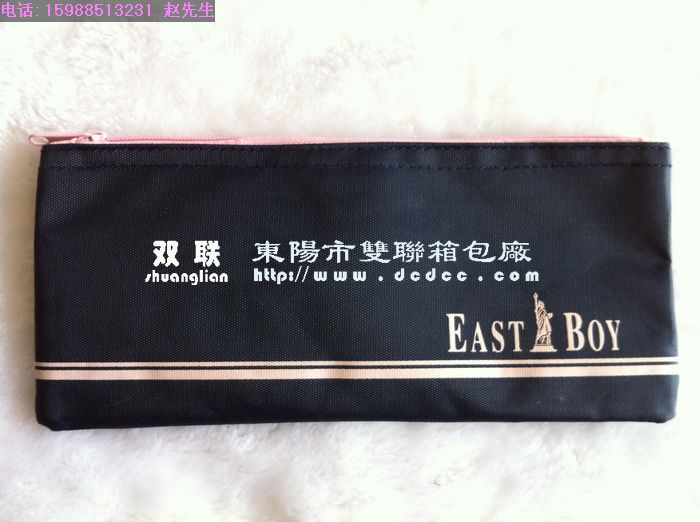 电话:15988513231 赵先生
双联 東陽市雙聯箱包廠
shuanglian http://www.dcdcc.com
EAST BOY